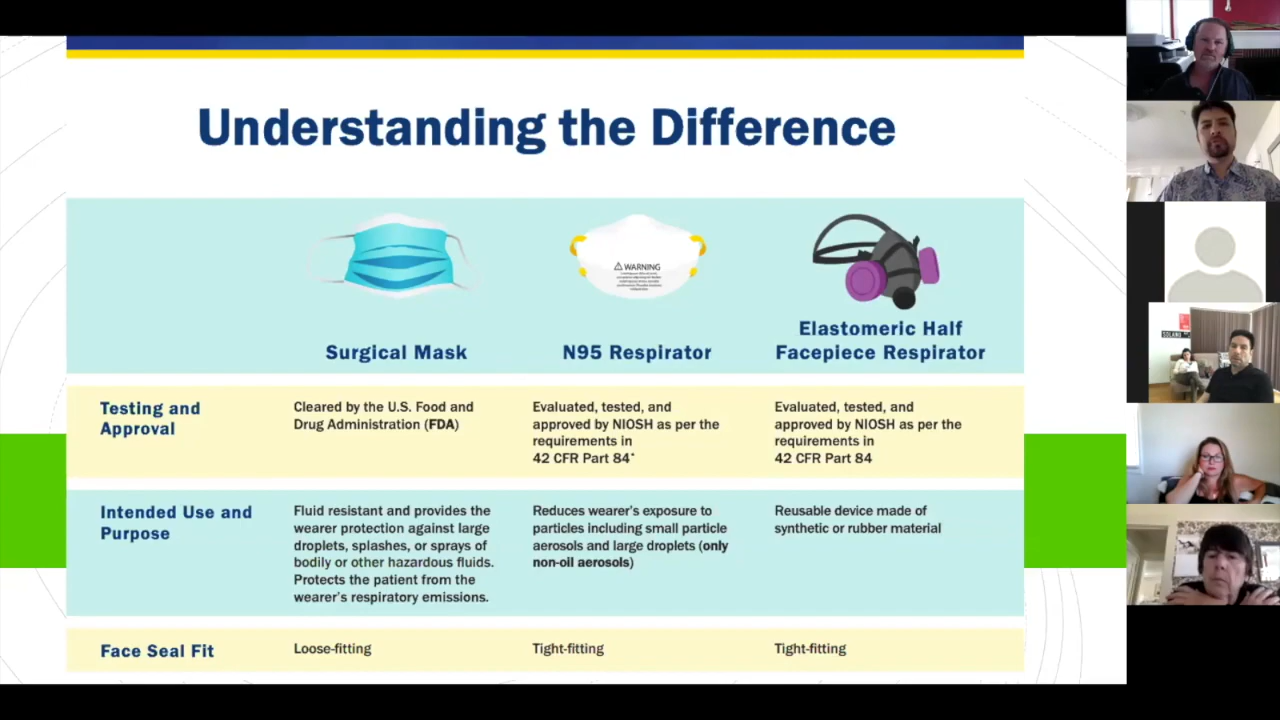 Understanding the Difference
WARNING
Surgical Mask
N95 Respirator
Elastomeric Half
Facepiece Respirator
Testing and
Approval
Cleared by the U.S. Food and
Drug Administration (FDA)
Evaluated, tested, and
approved by NIOSH as per the
requirements in
42 CFR Part 84*
Evaluated, tested, and
approved by NIOSH as per the
requirements in
42 CFR Part 84
Intended Use and
Purpose
Fluid resistant and provides the
wearer protection against large
droplets, splashes, or sprays of
bodily or other hazardous fluids.
Protects the patient from the
wearer’s respiratory emissions.
Reduces wearer’s exposure to
particles including small particle
aerosols and large droplets (only
non-oil aerosols)
Reusable device made of
synthetic or rubber material
Face Seal Fit
Loose-fitting
Tight-fitting
Tight-fitting